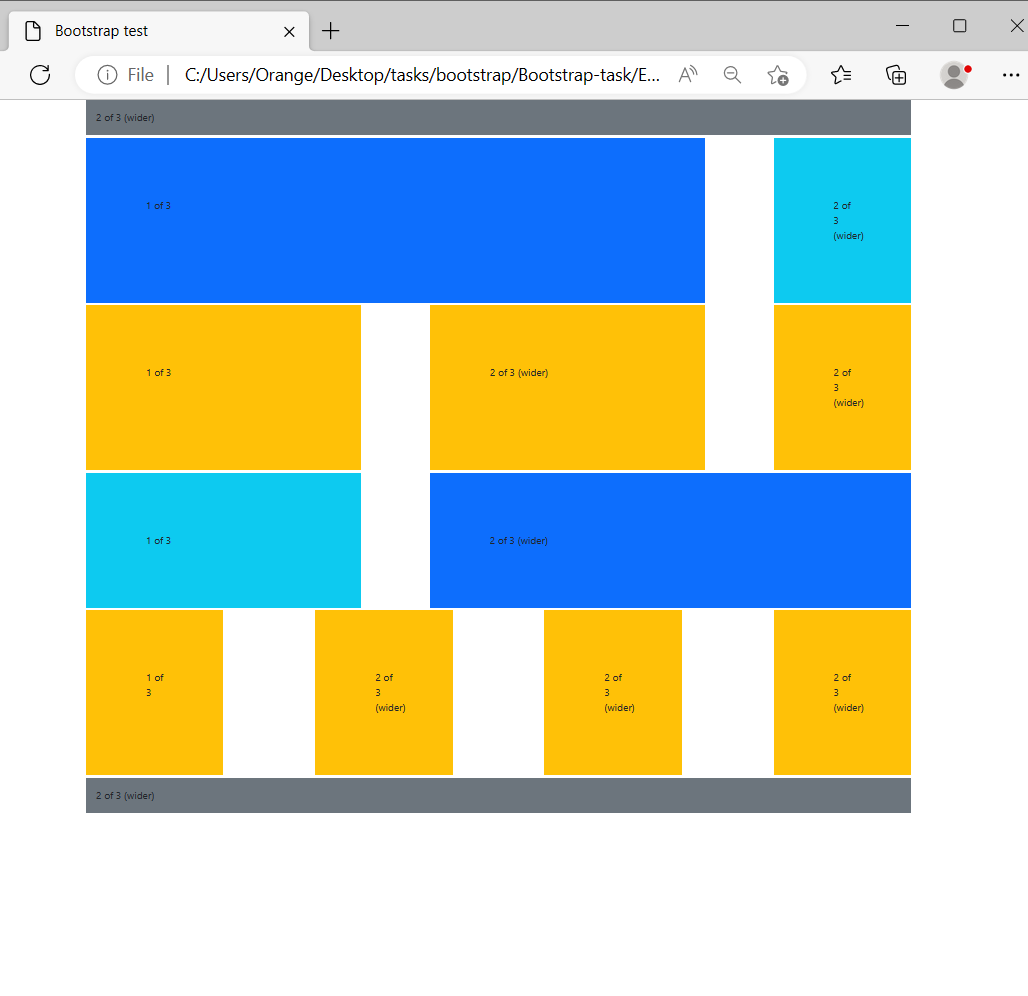 Bootstrap test
File
C:/Users/Orange/Desktop/tasks/bootstrap/Bootstrap-task/E...
2 of 3 (wider)
1 of 3
2 of
3
(wider)
1 of 3
2 of 3 (wider)
2 of
3
(wider)
1 of 3
2 of 3 (wider)
1 of
3
2 of
3
(wider)
2 of
3
(wider)
2 of
3
(wider)
2 of 3 (wider)